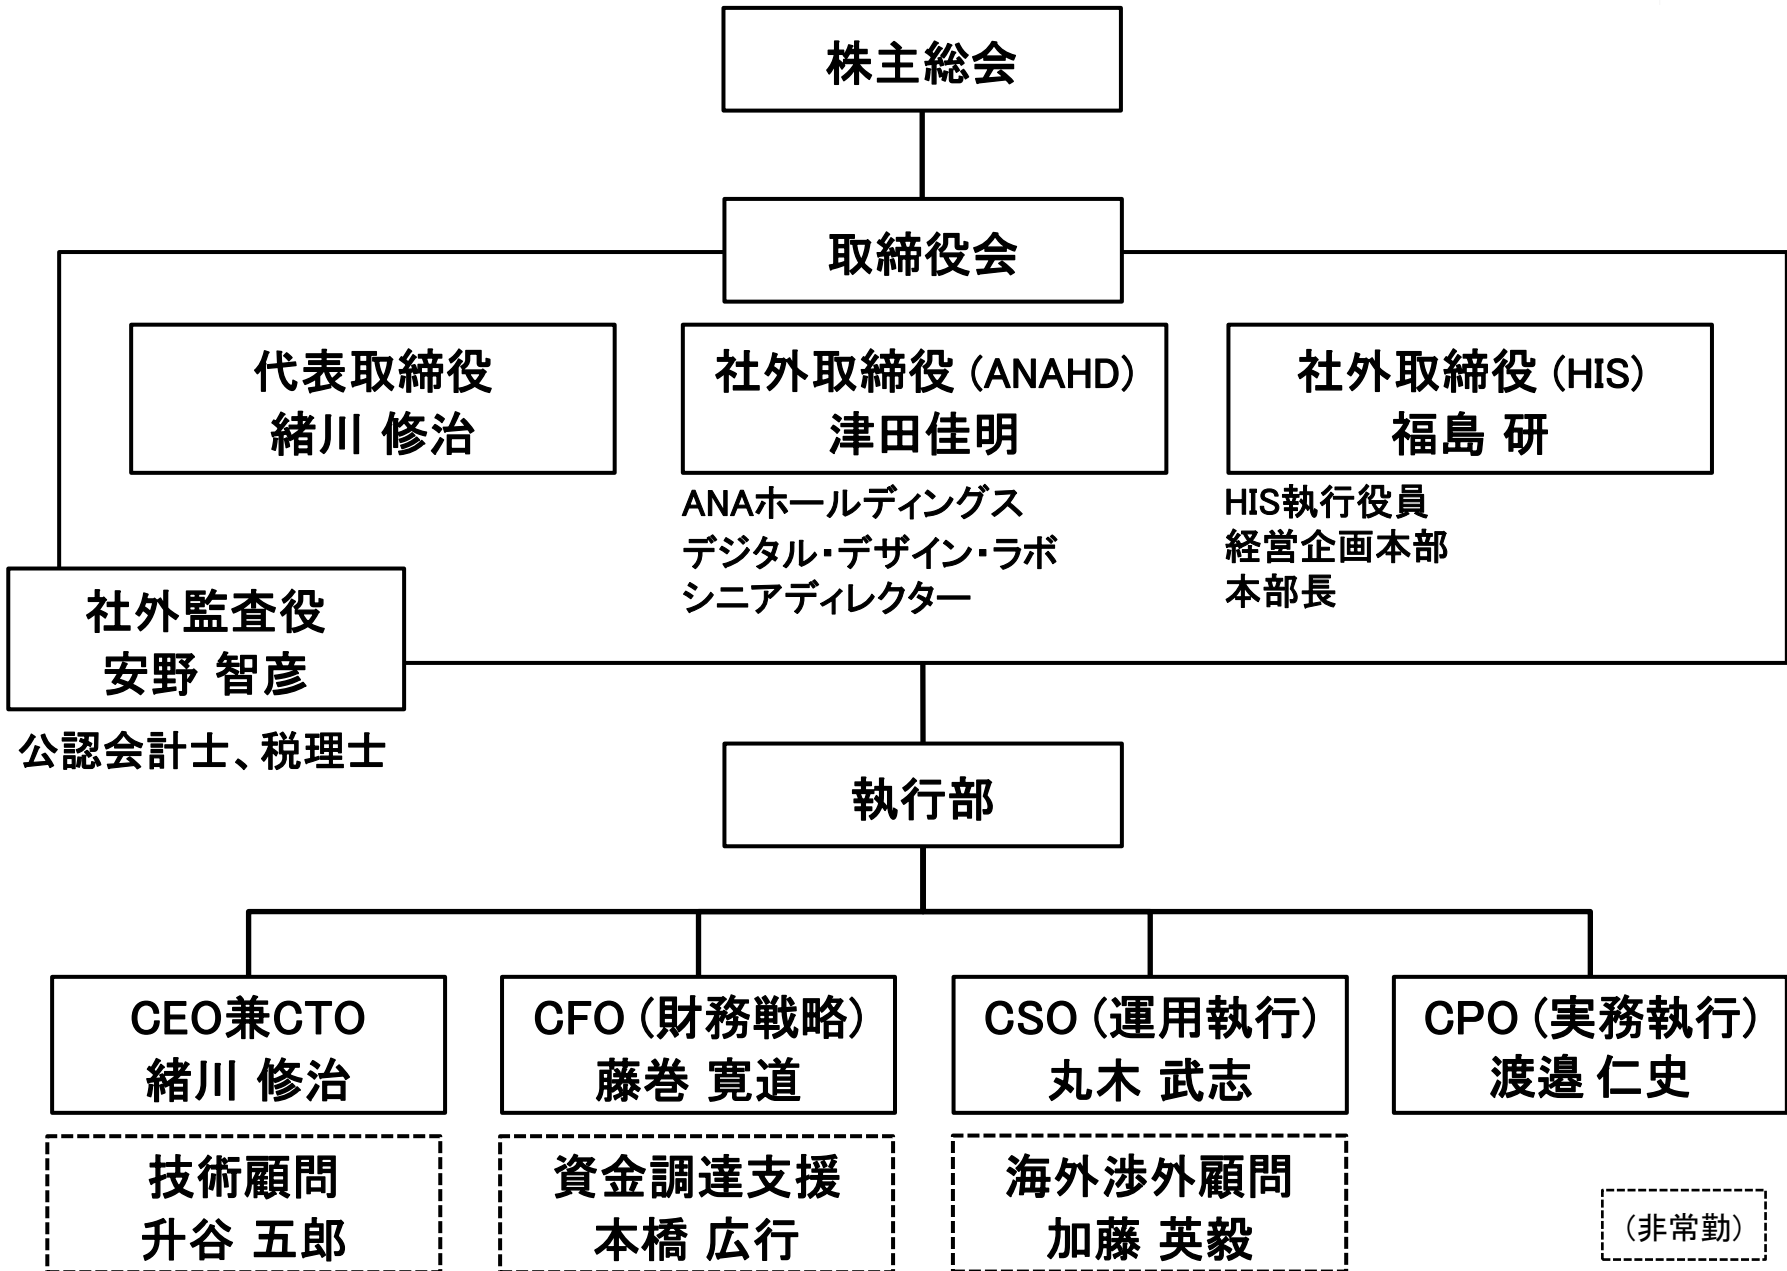 株主総会
取締役会
代表取締役
緒川 修治
社外取締役 (ANAHD)
津田佳明
社外取締役 (HIS)
福島 研
ANAホールディングス
デジタル・デザイン・ラボ
シニアディレクター
HIS執行役員
経営企画本部
本部長
社外監査役
安野 智彦
公認会計士、税理士
執行部
CEO兼CTO
緒川 修治
CFO (財務戦略)
藤巻 寛道
CSO (運用執行)
丸木 武志
CPO (実務執行)
渡邉 仁史
技術顧問
升谷 五郎
資金調達支援
本橋 広行
海外渉外顧問
加藤 英毅
(非常勤)